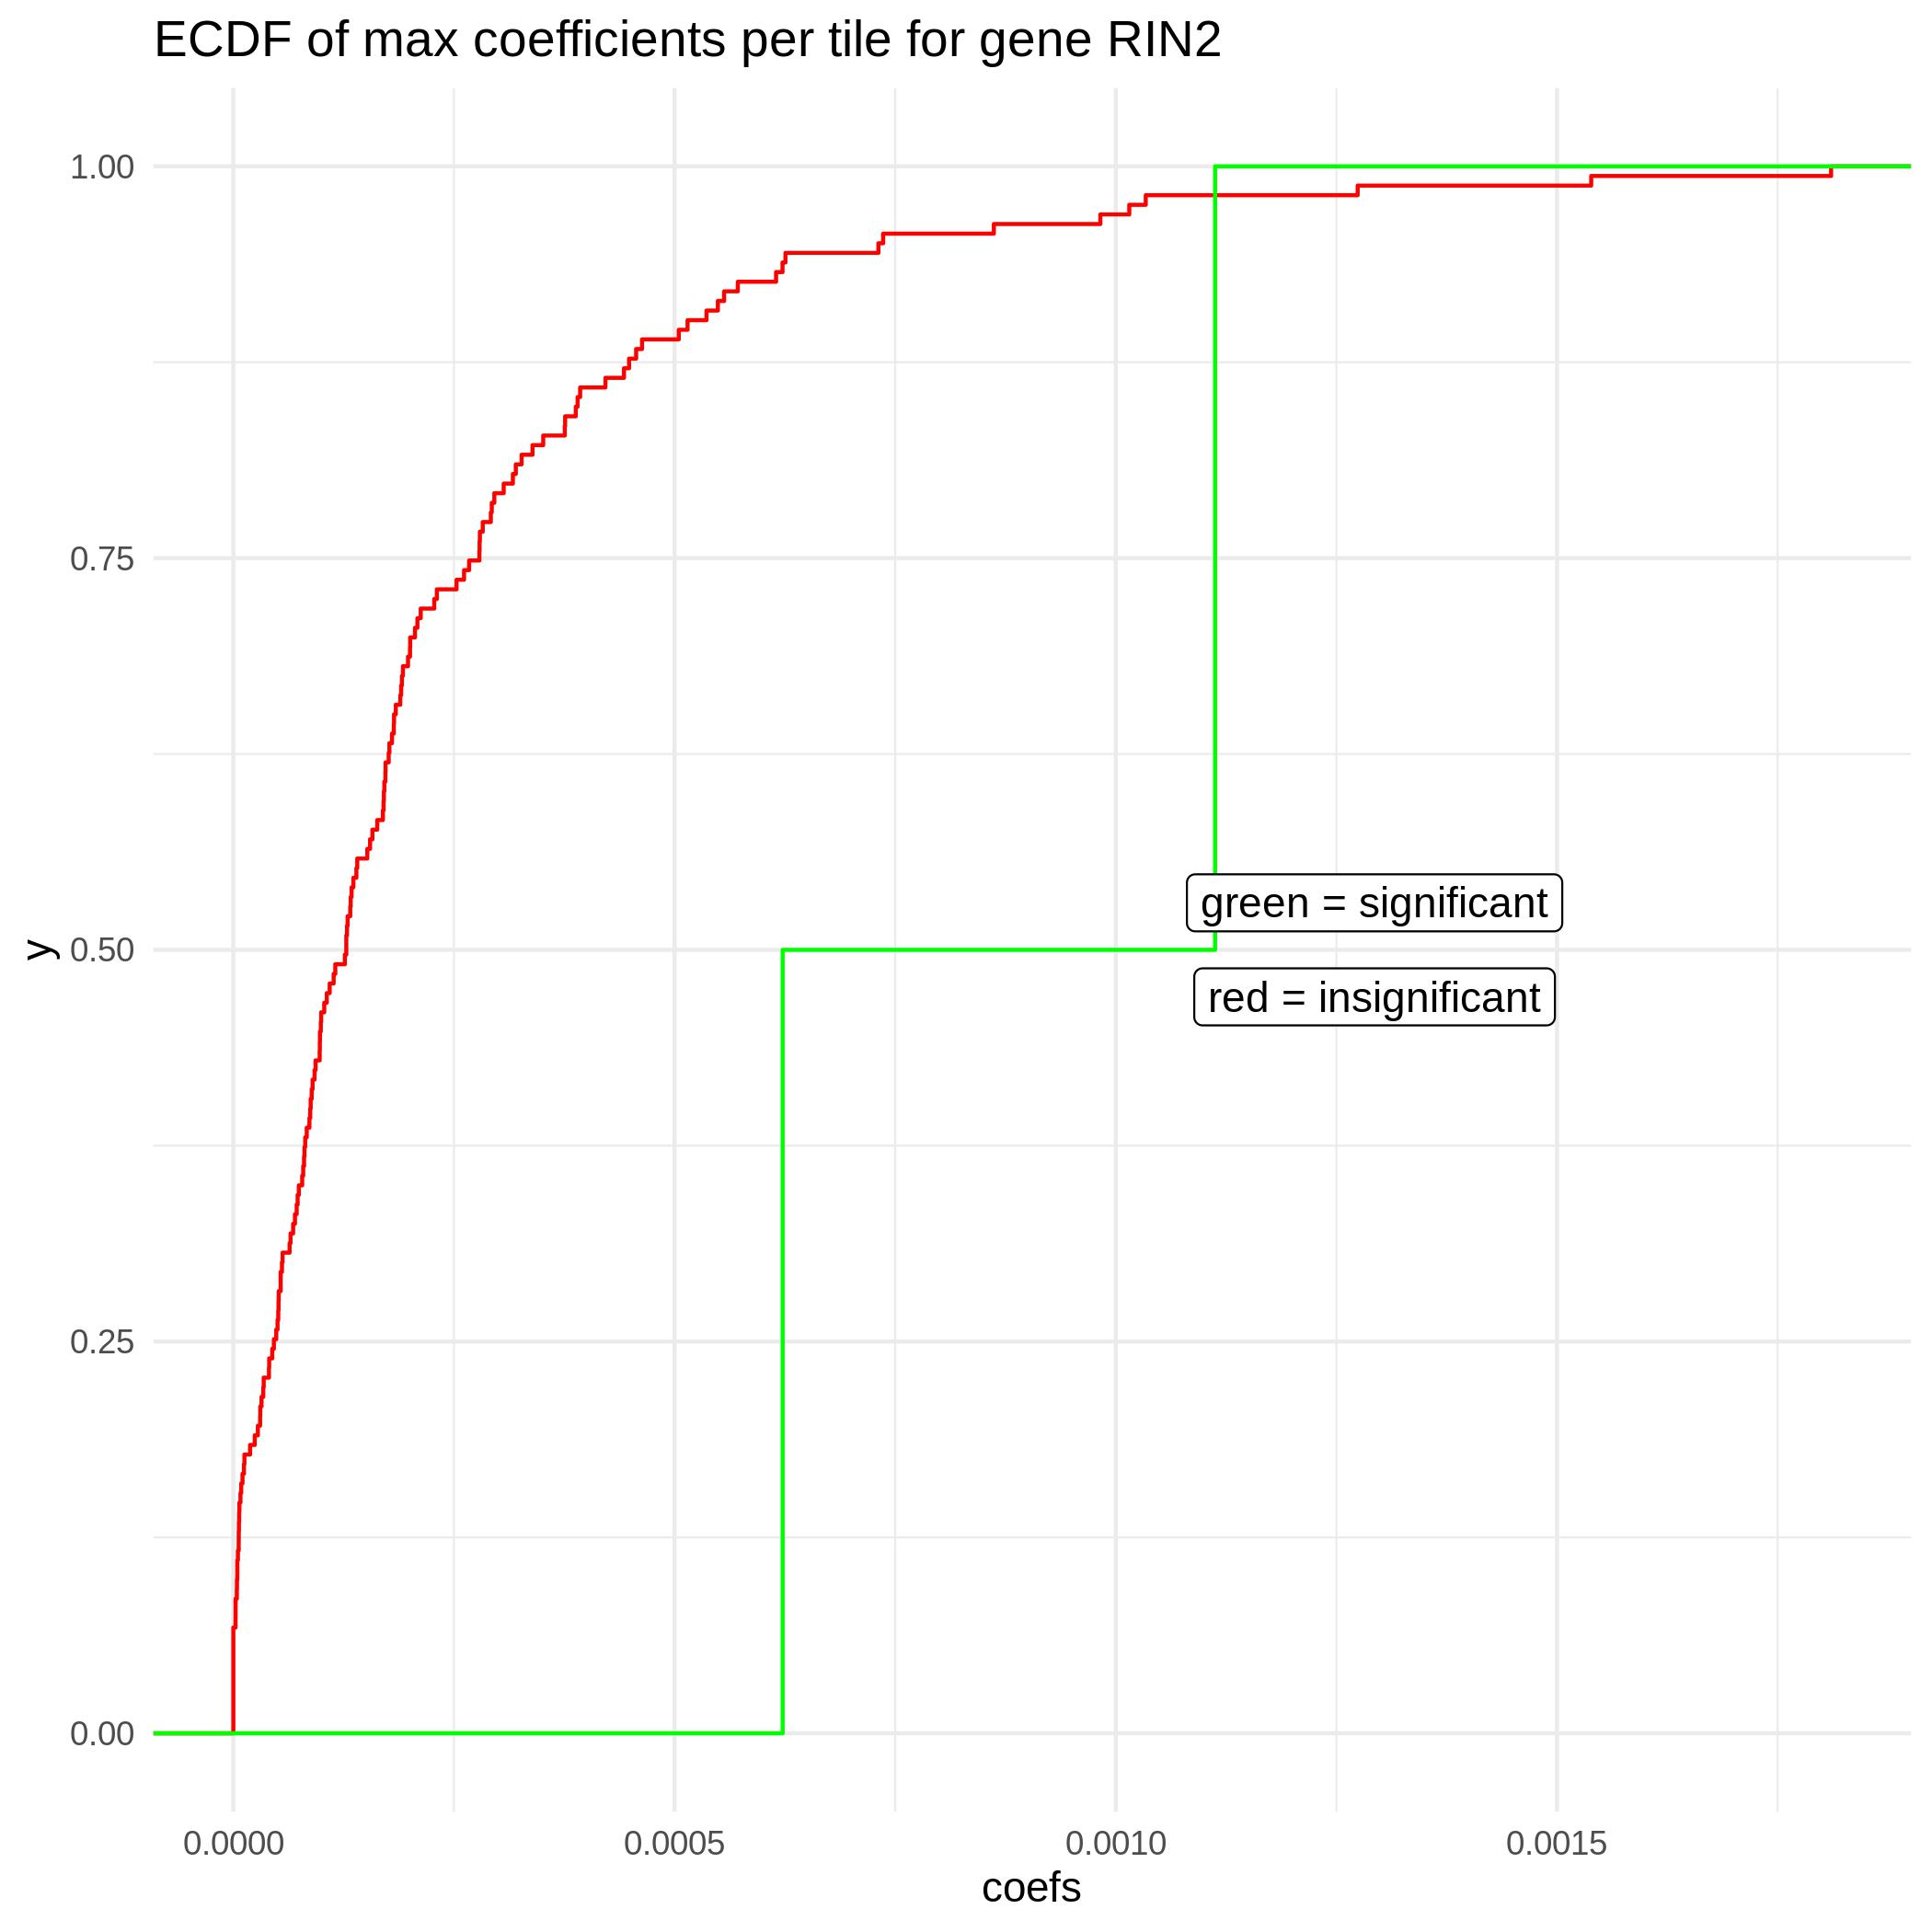 ECDF of max coefficients per tile for gene RIN2
1.00
0.75
0.50
0.25
0.00
y
green = significant
red = insignificant
0.0000
0.0005
0.0010
0.0015
coefs